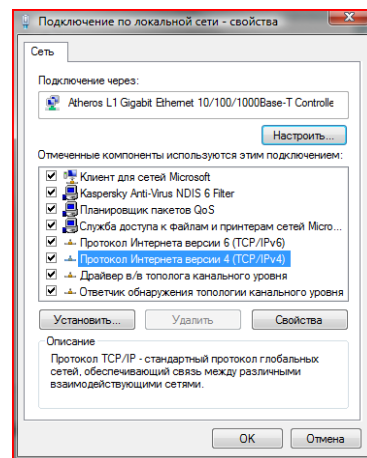 Подключение по локальной сети - свойства
Сеть
Подключение через:
Atheros L1 Gigabit Ethernet 10/100/1000Base-T Controlle
Настроить...
Отмеченные компоненты используются этим подключением:
Клиент для сетей Microsoft
Kaspersky Anti-Virus NDIS 6 Filter
Планировщик пакетов QoS
Служба доступа к файлам и принтерам сетей Micro...
Протокол Интернета версии 6 (TCP/IPv6)
Протокол Интернета версии 4 (TCP/IPv4)
Драйвер в/в тополога канального уровня
Ответчик обнаружения топологии канального уровня
Установить... Удалить Свойства
Описание
Протокол TCP/IP - стандартный протокол глобальных
сетей, обеспечивающий связь между различными
взаимодействующими сетями.
OK Отмена